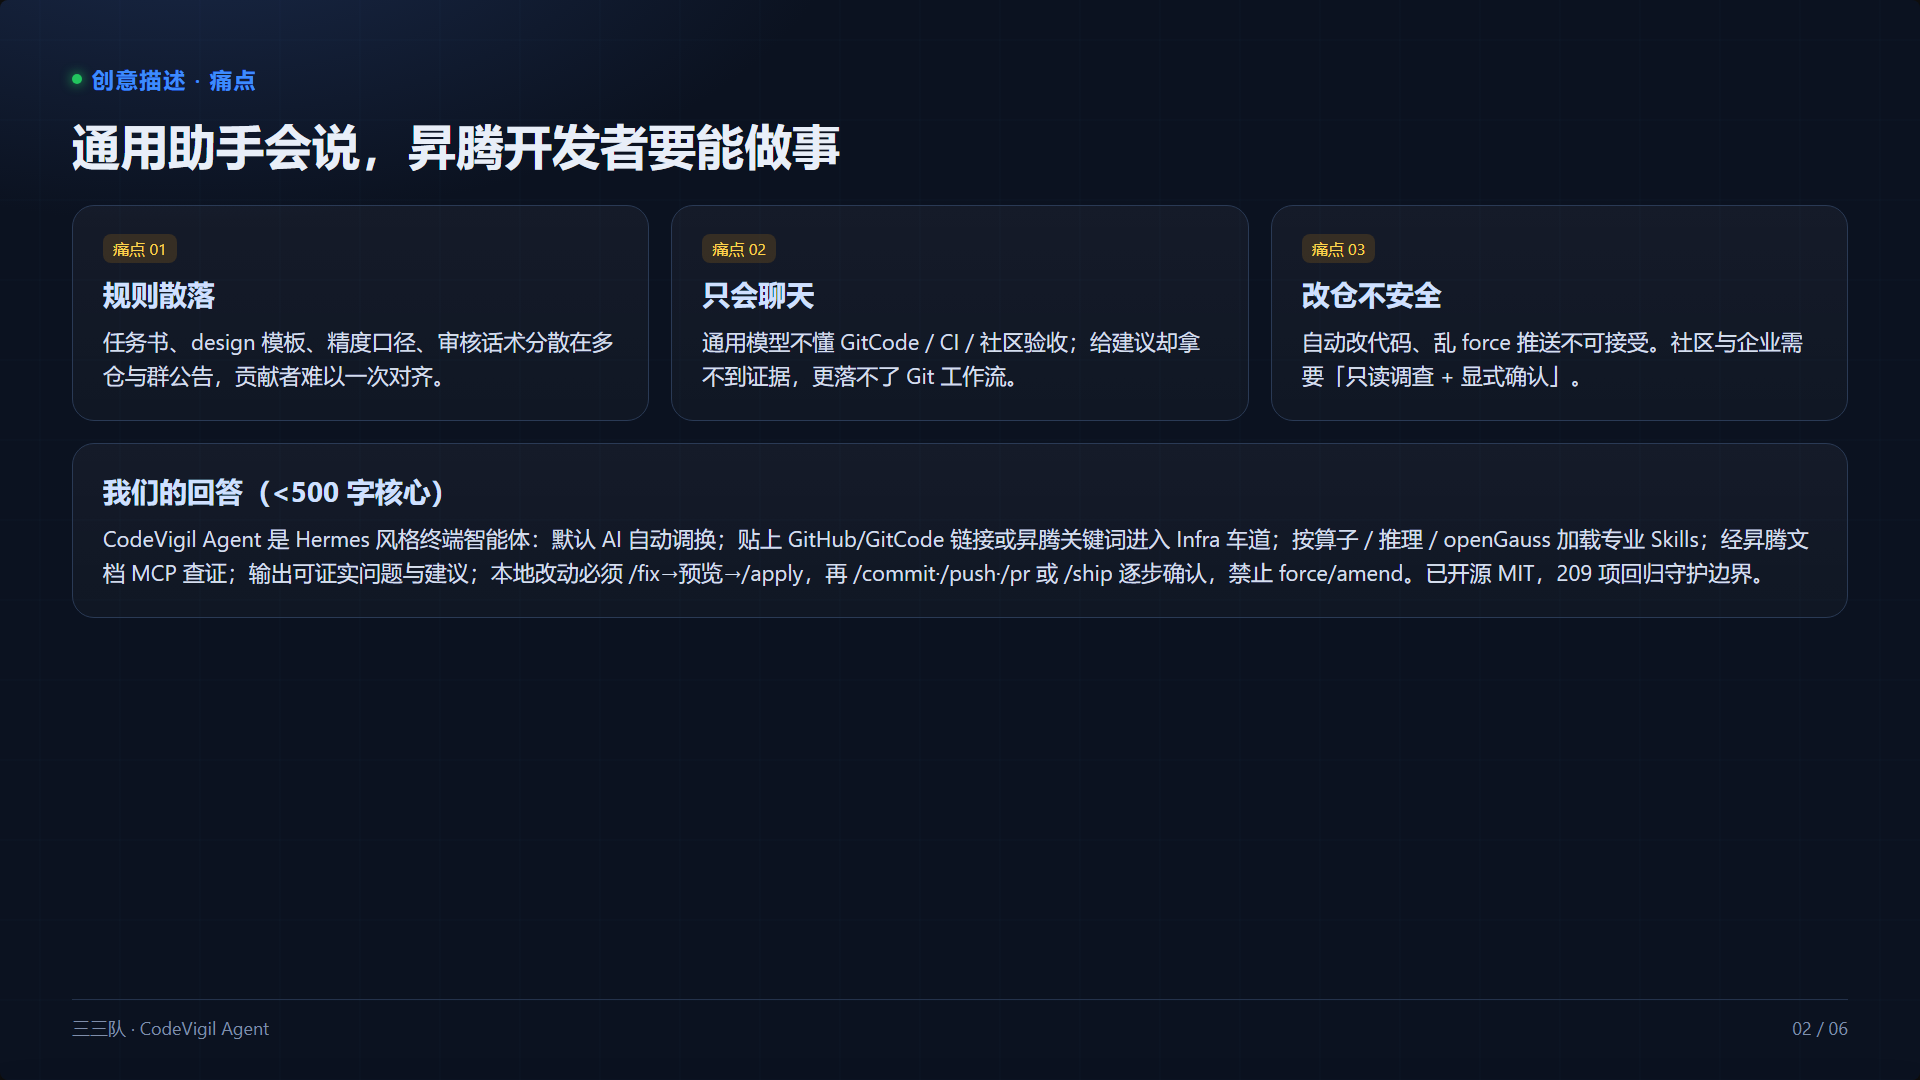 创意描述 · 痛点
通用助手会说，昇腾开发者要能做事
痛点 01
规则散落
任务书、design 模板、精度口径、审核话术分散在多
仓与群公告，贡献者难以一次对齐。
痛点 02
只会聊天
通用模型不懂 GitCode / CI / 社区验收；给建议却拿
不到证据，更落不了 Git 工作流。
痛点 03
改仓不安全
自动改代码、乱 force 推送不可接受。社区与企业需
要「只读调查 + 显式确认」。
我们的回答（<500 字核心）
CodeVigil Agent 是 Hermes 风格终端智能体：默认 AI 自动调换；贴上 GitHub/GitCode 链接或昇腾关键词进入 Infra 车道；按算子 / 推理 / openGauss 加载专业 Skills；经昇腾文
档 MCP 查证；输出可证实问题与建议；本地改动必须 /fix→预览→/apply，再 /commit·/push·/pr 或 /ship 逐步确认，禁止 force/amend。已开源 MIT，209 项回归守护边界。
三三队 · CodeVigil Agent
02 / 06